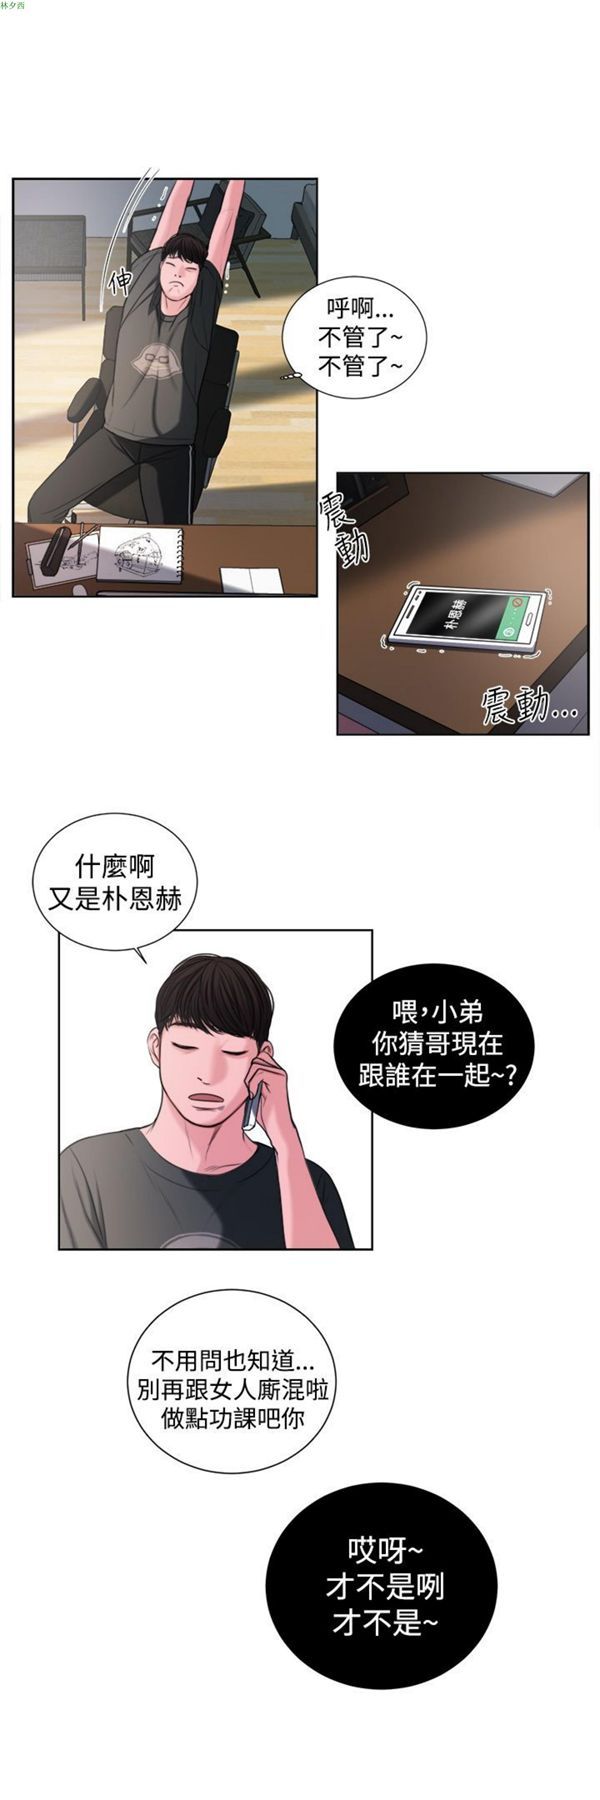 林夕西
伸
呼啊...
不管了~
不管了~
震動
朴恩赫
震動...
什麼啊
又是朴恩赫
喂，小弟
你猜哥現在
跟誰在一起~?
不用問也知道...
別再跟女人廝混啦
做點功課吧你
哎呀~
才不是咧
才不是~